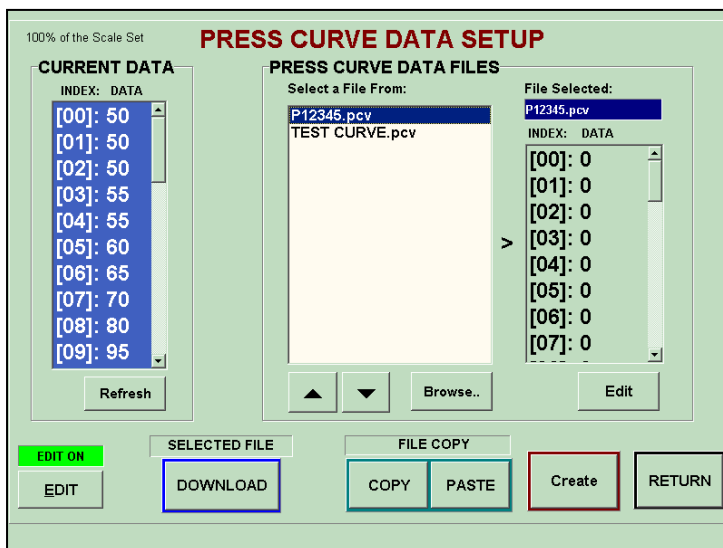 100% of the Scale Set
PRESS CURVE DATA SETUP
CURRENT DATA
INDEX: DATA
[00]: 50
[01]: 50
[02]: 50
[03]: 55
[04]: 55
[05]: 60
[06]: 65
[07]: 70
[08]: 80
[09]: 95
Refresh
PRESS CURVE DATA FILES
Select a File From:
P12345.pcv
TEST CURVE.pcv
>
Browse..
File Selected:
P12345.pcv
INDEX: DATA
[00]: 0
[01]: 0
[02]: 0
[03]: 0
[04]: 0
[05]: 0
[06]: 0
[07]: 0
Edit
EDIT ON
EDIT
SELECTED FILE
DOWNLOAD
FILE COPY
COPY
PASTE
Create
RETURN